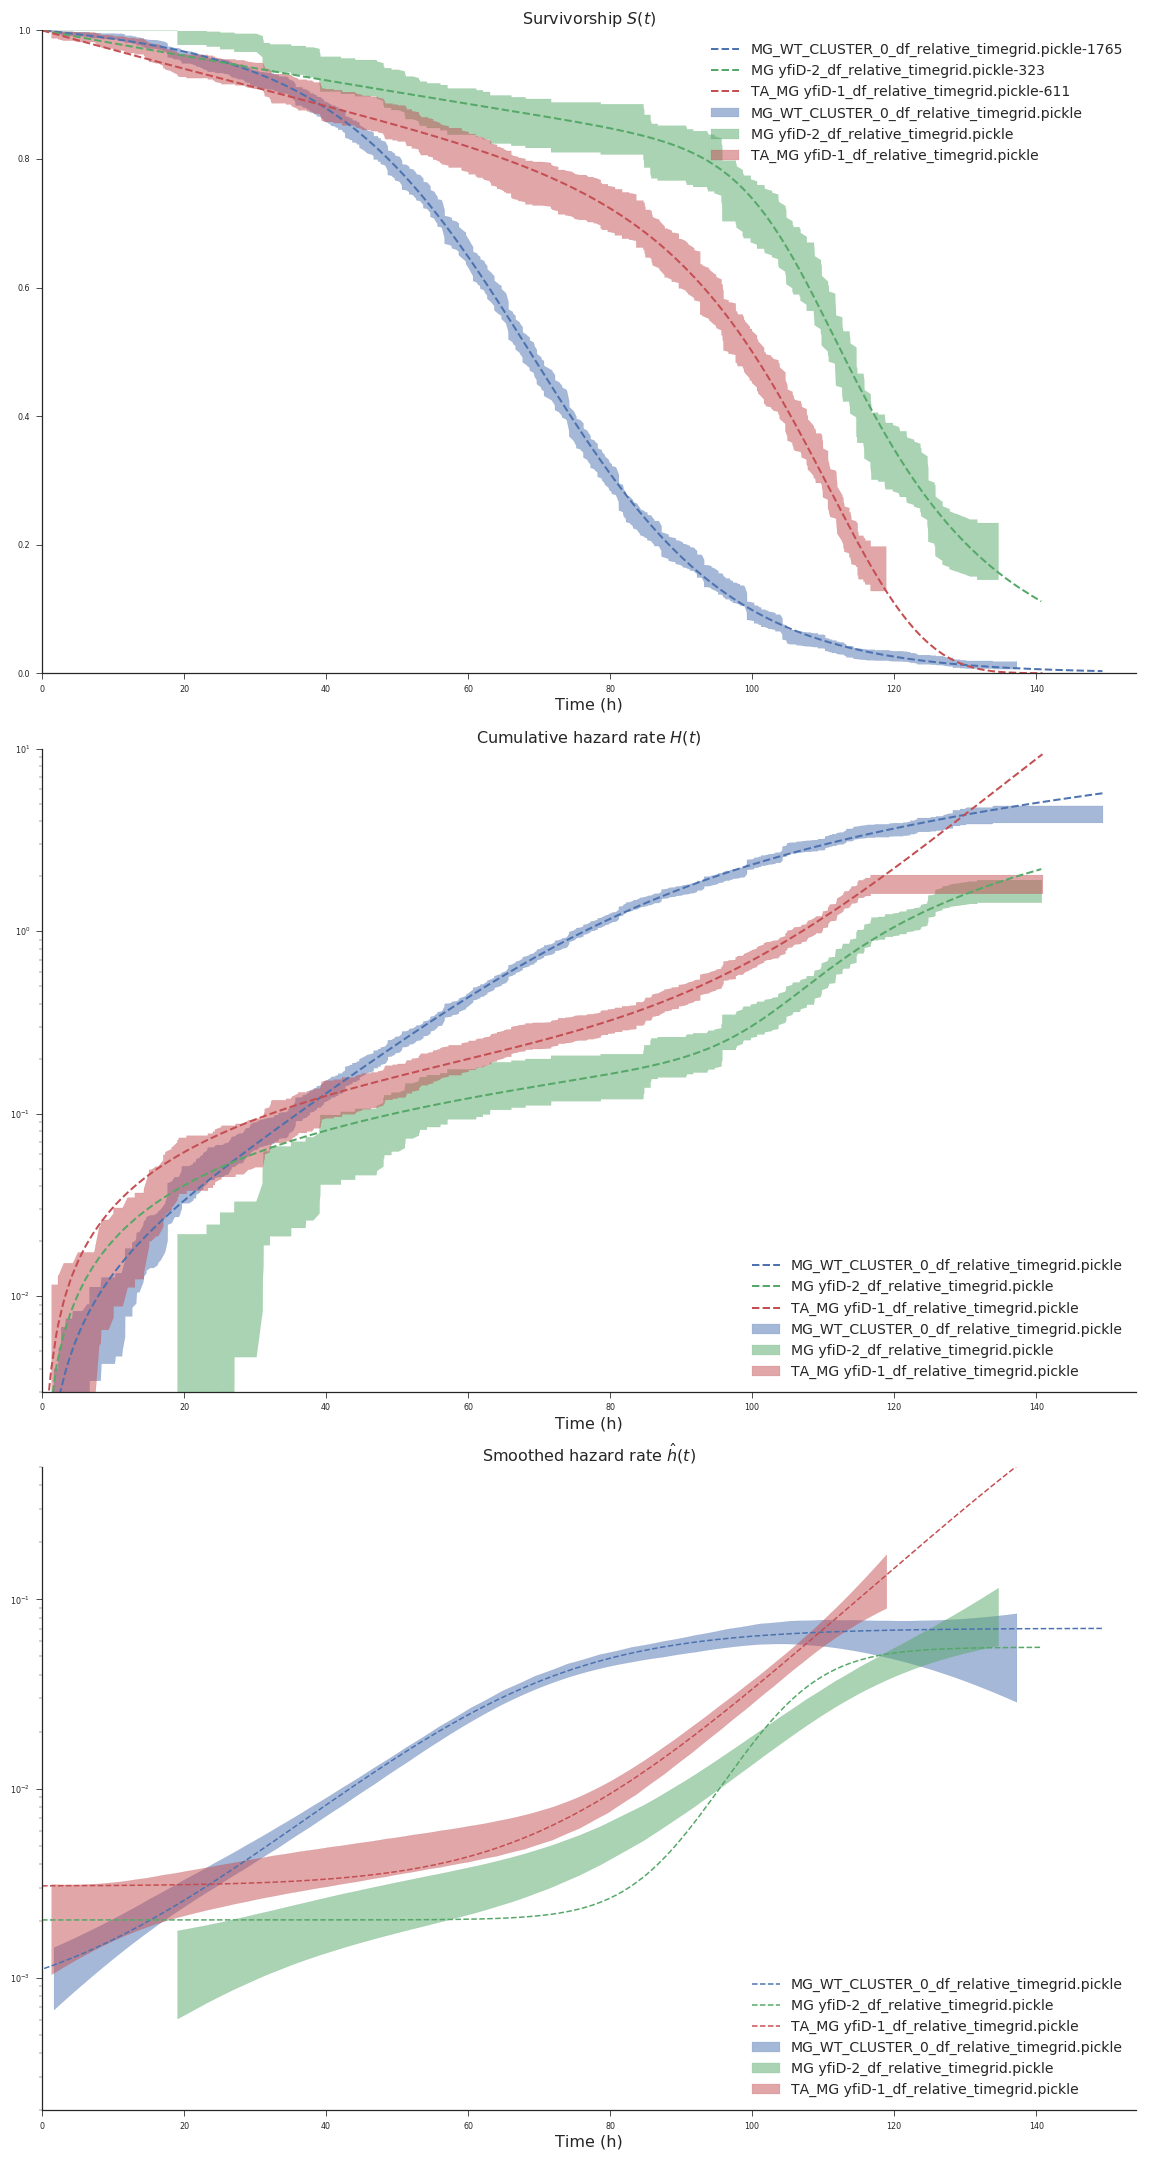 Survivorship S(t)
1.0
0.8
0.6
0.4
0.2
0.0
MG_WT_CLUSTER_0_df_relative_timegrid.pickle-1765
MG yfiD-2_df_relative_timegrid.pickle-323
TA_MG yfiD-1_df_relative_timegrid.pickle-611
MG_WT_CLUSTER_0_df_relative_timegrid.pickle
MG yfiD-2_df_relative_timegrid.pickle
TA_MG yfiD-1_df_relative_timegrid.pickle
0 20 40 60 80 100 120 140
Time (h)
Cumulative hazard rate H(t)
10¹
10⁰
10⁻¹
10⁻²
MG_WT_CLUSTER_0_df_relative_timegrid.pickle
MG yfiD-2_df_relative_timegrid.pickle
TA_MG yfiD-1_df_relative_timegrid.pickle
MG_WT_CLUSTER_0_df_relative_timegrid.pickle
MG yfiD-2_df_relative_timegrid.pickle
TA_MG yfiD-1_df_relative_timegrid.pickle
0 20 40 60 80 100 120 140
Time (h)
Smoothed hazard rate ĥ(t)
10⁻¹
10⁻²
10⁻³
MG_WT_CLUSTER_0_df_relative_timegrid.pickle
MG yfiD-2_df_relative_timegrid.pickle
TA_MG yfiD-1_df_relative_timegrid.pickle
MG_WT_CLUSTER_0_df_relative_timegrid.pickle
MG yfiD-2_df_relative_timegrid.pickle
TA_MG yfiD-1_df_relative_timegrid.pickle
0 20 40 60 80 100 120 140
Time (h)